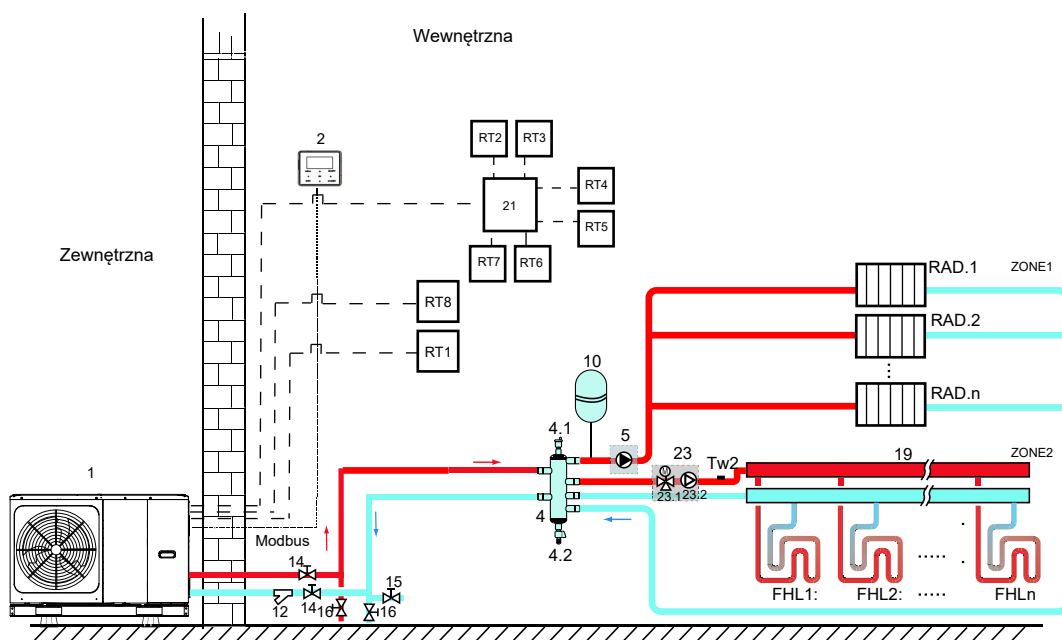 Wewnętrzna
Zewnętrzna
2
RT2
RT3
RT4
21
RT5
RT7
RT6
RT8
RT1
RAD.1
ZONE1
RAD.2
RAD.n
10
4.1
5
23
Tw2
19
ZONE2
M
23.1
23.2
4
4.2
1
Modbus
14
15
12
14
16
16
FHL1:
FHL2:
FHLn